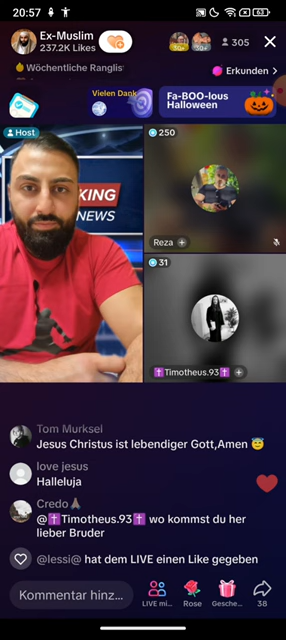 20:57
63
Ex-Muslim
237.2K Likes
30+
30+
305
Wöchentliche Ranglis
Erkunden
Vielen Dank
Fa-BOO-lous
Halloween
Host
250
KING
NEWS
Reza
31
✝️Timotheus.93✝️
Tom Murksel
Jesus Christus ist lebendiger Gott,Amen 😇
love jesus
Halleluja
Credo🙏🏽
@✝️Timotheus.93✝️ wo kommst du her
lieber Bruder
@lessi@ hat dem LIVE einen Like gegeben
Kommentar hinz...
LIVE mi...
Rose
Gesche...
38